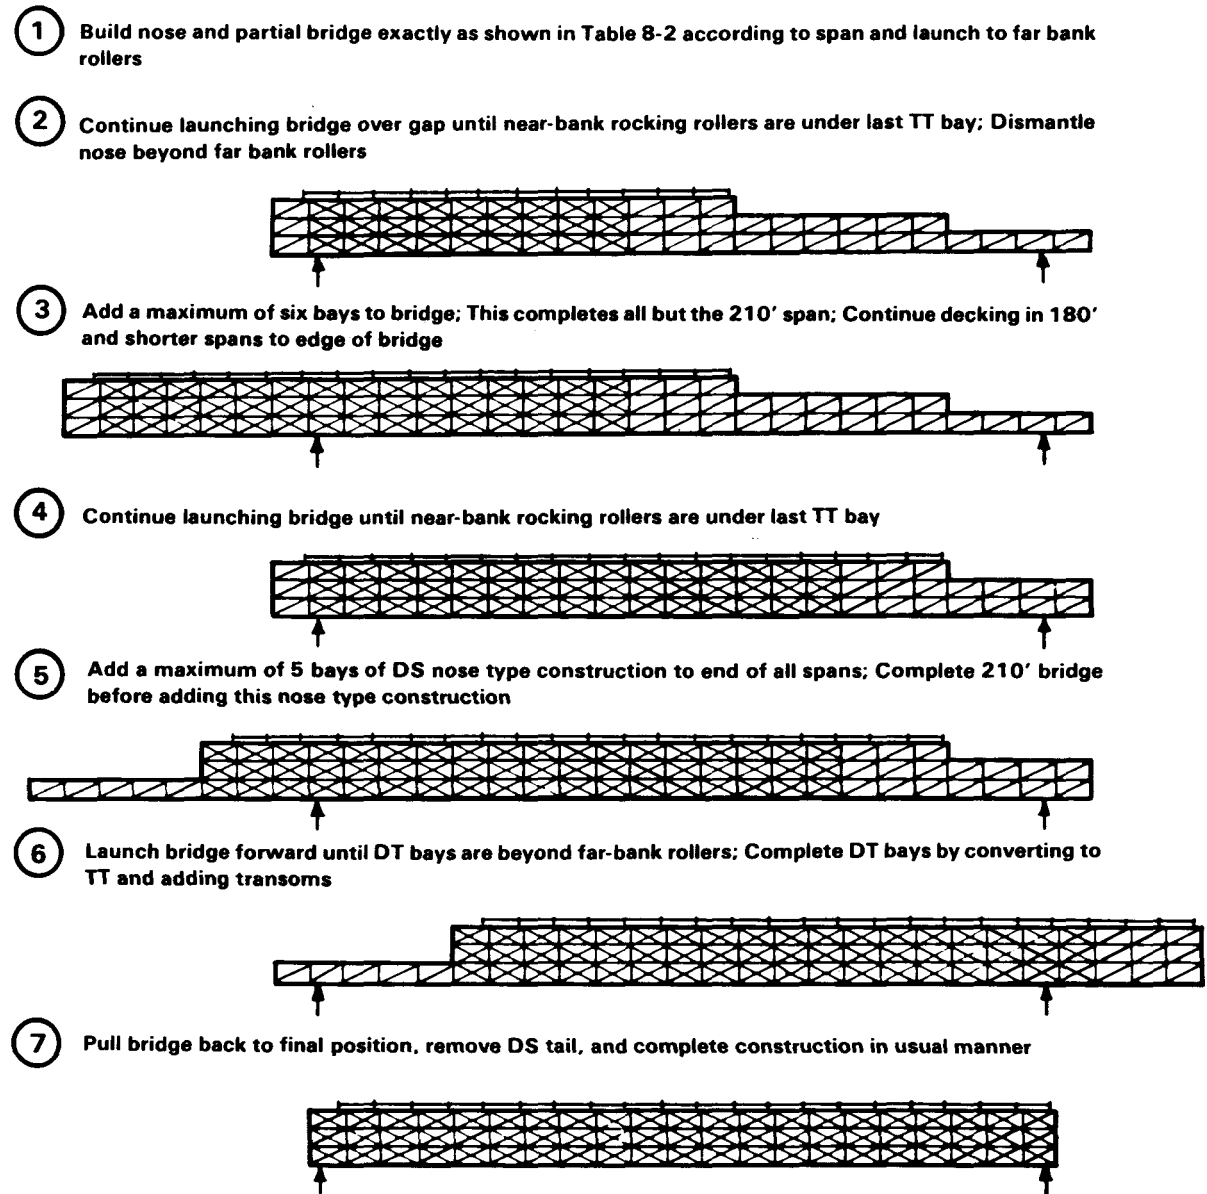 1 Build nose and partial bridge exactly as shown in Table 8-2 according to span and launch to far bank
rollers
2 Continue launching bridge over gap until near-bank rocking rollers are under last TT bay; Dismantle
nose beyond far bank rollers
3 Add a maximum of six bays to bridge; This completes all but the 210′ span; Continue decking in 180′
and shorter spans to edge of bridge
4 Continue launching bridge until near-bank rocking rollers are under last TT bay
5 Add a maximum of 5 bays of DS nose type construction to end of all spans; Complete 210′ bridge
before adding this nose type construction
6 Launch bridge forward until DT bays are beyond far-bank rollers; Complete DT bays by converting to
TT and adding transoms
7 Pull bridge back to final position, remove DS tail, and complete construction in usual manner